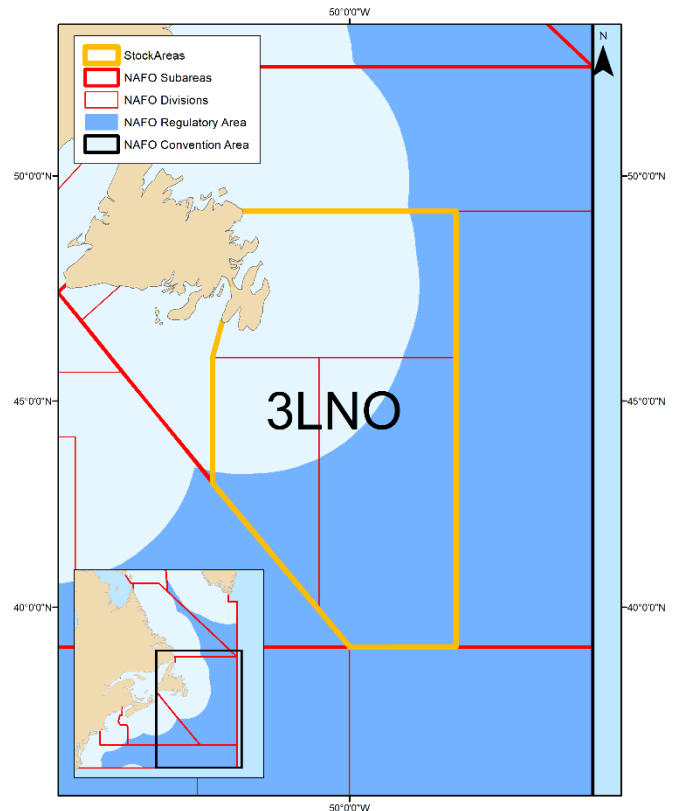 50°0'0"W
StockAreas
NAFO Subareas
NAFO Divisions
NAFO Regulatory Area
NAFO Convention Area
N
50°0'0"N
50°0'0"N
45°0'0"N
3LNO
45°0'0"N
40°0'0"N
40°0'0"N
50°0'0"W